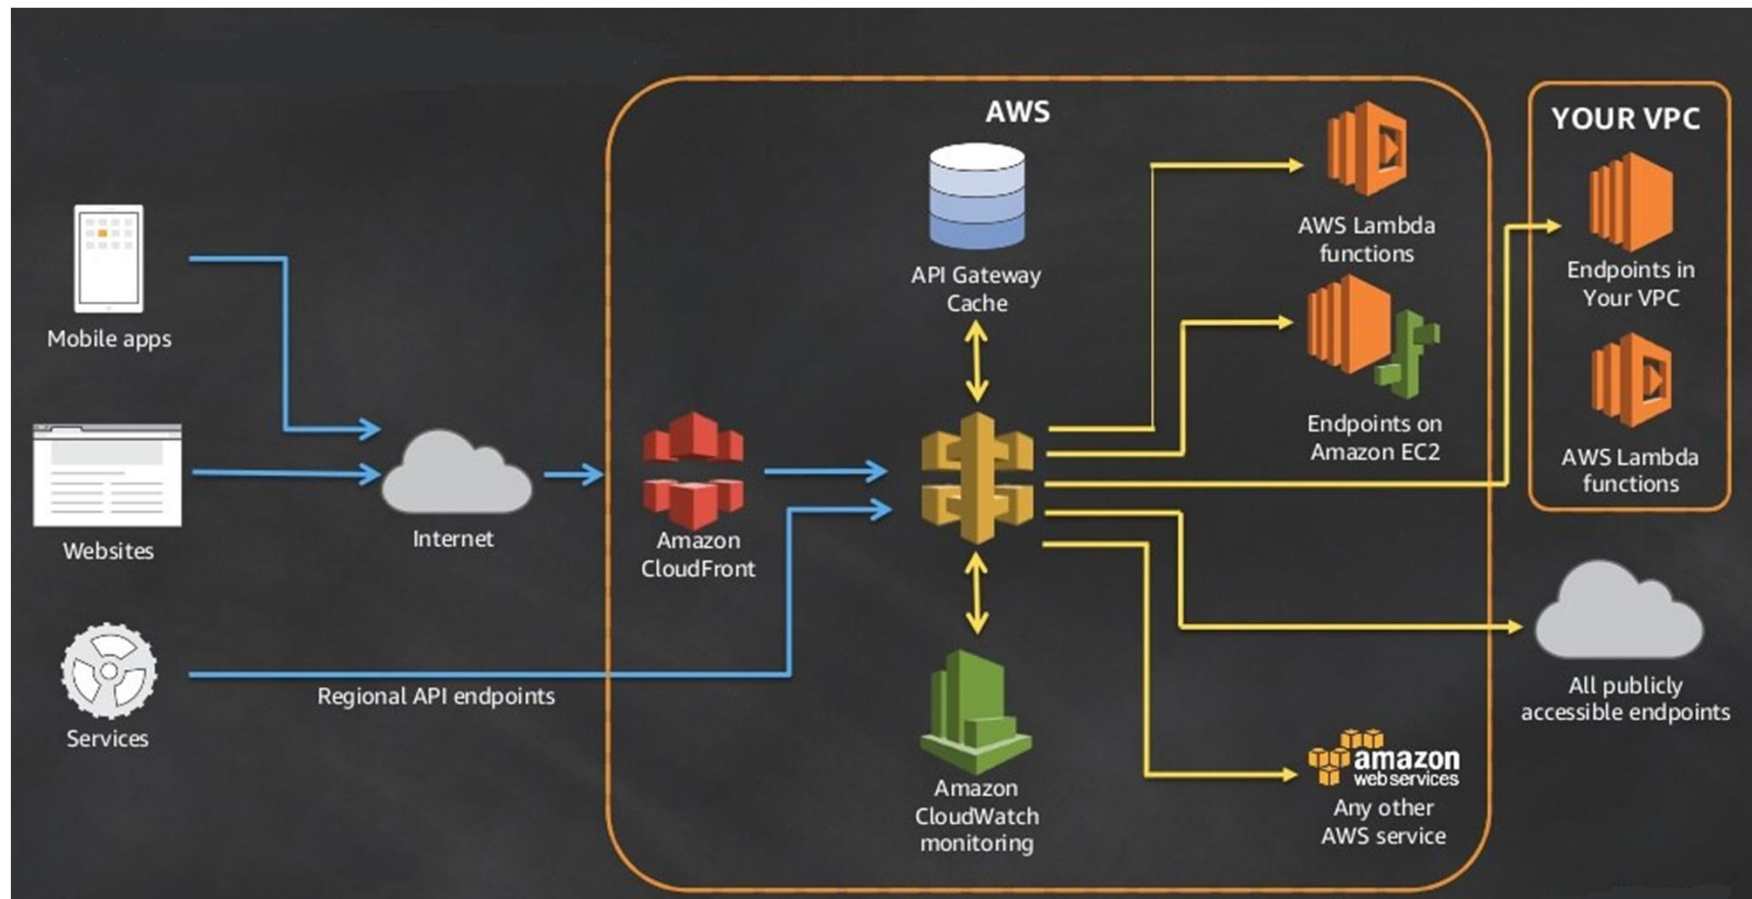 AWS
YOUR VPC
Mobile apps
Websites
Services
Internet
Regional API endpoints
Amazon
CloudFront
API Gateway
Cache
Amazon
CloudWatch
monitoring
AWS Lambda
functions
Endpoints on
Amazon EC2
Endpoints in
Your VPC
AWS Lambda
functions
All publicly
accessible endpoints
amazon
webservices
Any other
AWS service